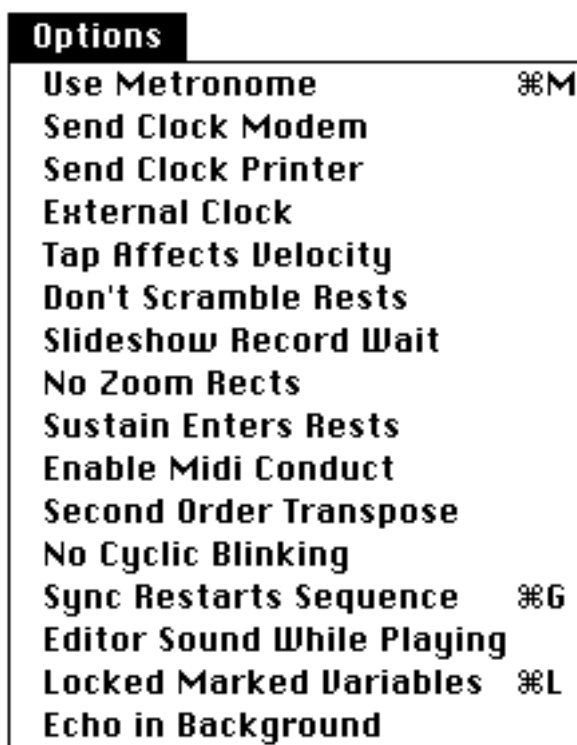 Options
Use Metronome ⌘M
Send Clock Modem
Send Clock Printer
External Clock
Tap Affects Velocity
Don't Scramble Rests
Slideshow Record Wait
No Zoom Rects
Sustain Enters Rests
Enable Midi Conduct
Second Order Transpose
No Cyclic Blinking
Sync Restarts Sequence ⌘G
Editor Sound While Playing
Locked Marked Variables ⌘L
Echo in Background